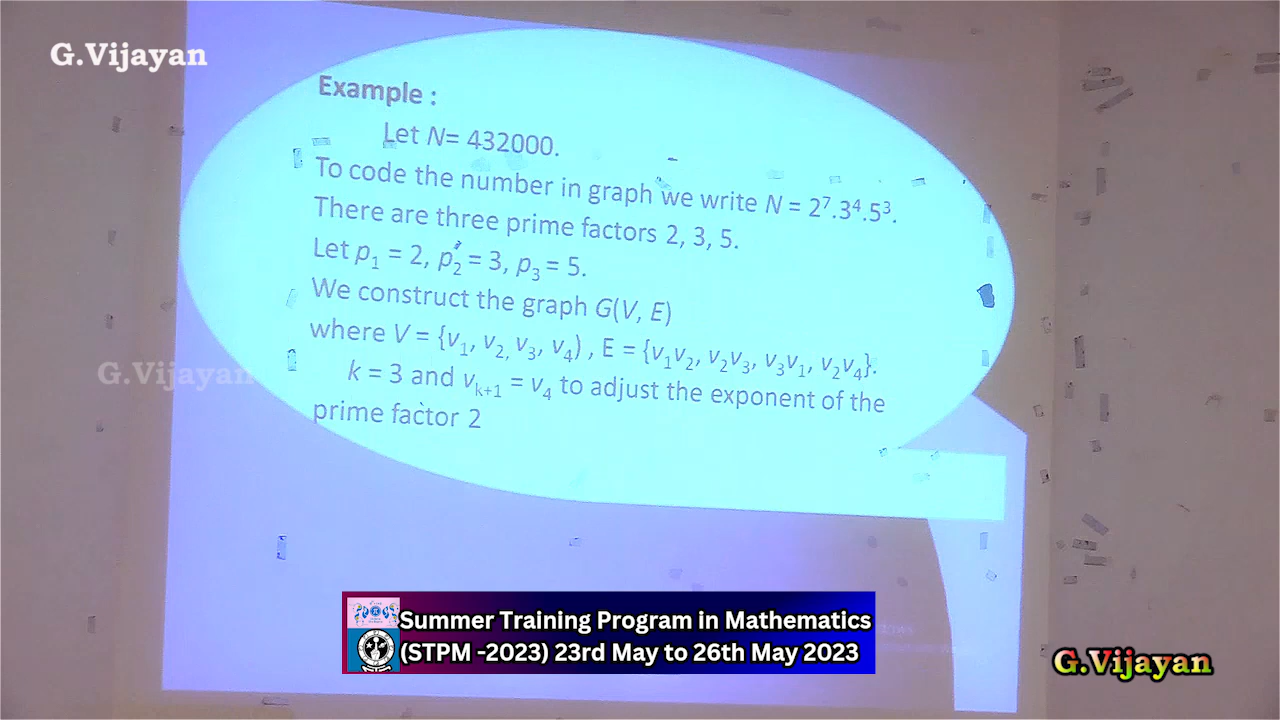 G.Vijayan
Example :
Let N= 432000.
To code the number in graph we write N = 2⁷.3⁴.5³.
There are three prime factors 2, 3, 5.
Let p₁ = 2, p₂ = 3, p₃ = 5.
We construct the graph G(V, E)
where V = {v₁, v₂, v₃, v₄) , E = {v₁v₂, v₂v₃, v₃v₁, v₂v₄}.
G.Vijayan
k = 3 and vₖ₊₁ = v₄ to adjust the exponent of the
prime factor 2
Summer Training Program in Mathematics
(STPM -2023) 23rd May to 26th May 2023
G.Vijayan